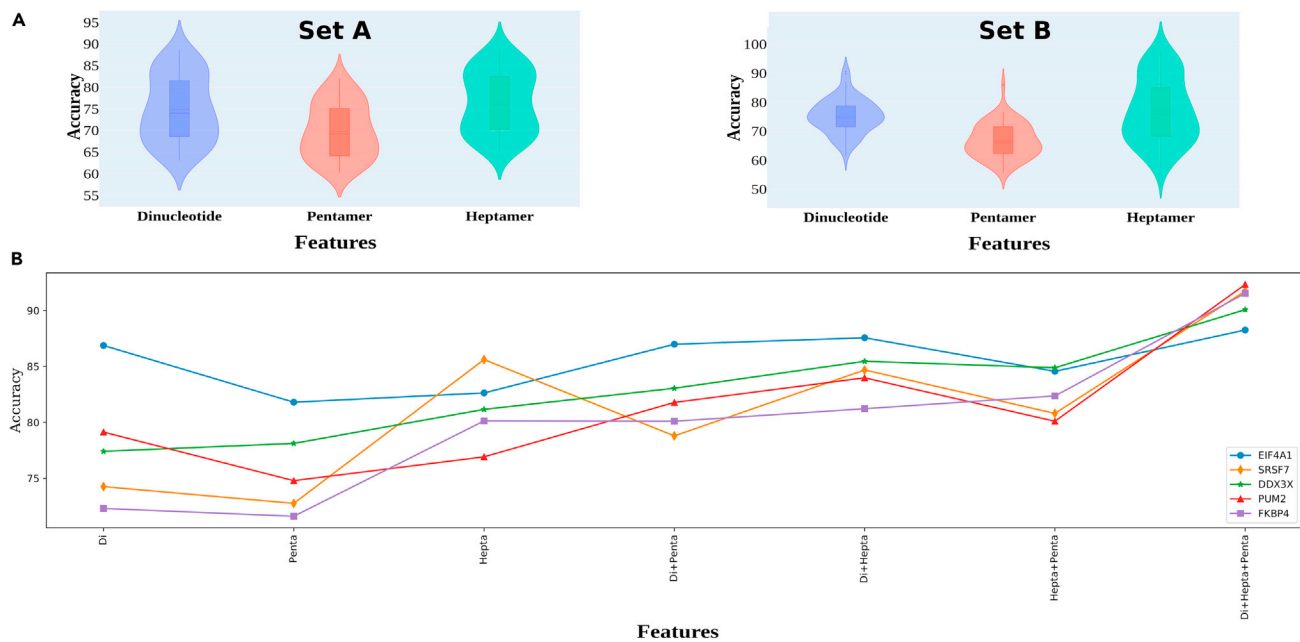 A
Set A
Accuracy
95
90
85
80
75
70
65
60
55
Dinucleotide Pentamer Heptamer
Features
Set B
Accuracy
100
90
80
70
60
50
Dinucleotide Pentamer Heptamer
Features
B
Accuracy
90
85
80
75
EIF4A1
SRSF7
DDX3X
PUM2
FKBP4
Di
Penta
Hepta
Di+Penta
Di+Hepta
Hepta+Penta
Di+Hepta+Penta
Features